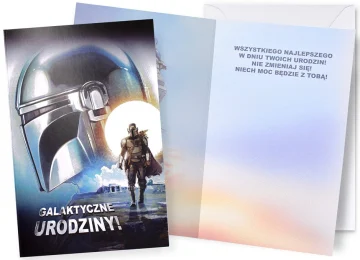 GALAKTYCZNE
URODZINY!
WSZYSTKIEGO NAJLEPSZEGO
W DNIU TWOICH URODZIN!
NIE ZMIENIAJ SIĘ!
NIECH MOC BĘDZIE Z TOBĄ!